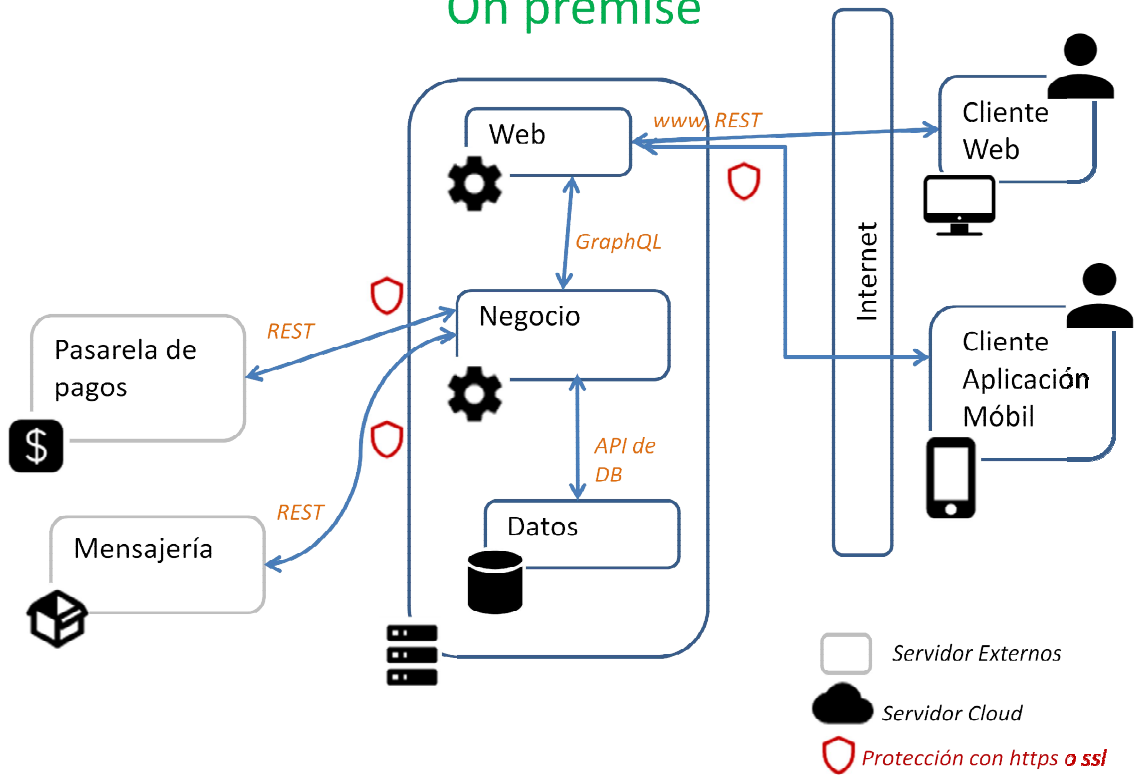 On premise
Web
www, REST
Cliente
Web
GraphQL
Internet
Negocio
REST
Pasarela de
pagos
$
Cliente
Aplicación
Móbil
API de
DB
REST
Datos
Mensajería
Servidor Externos
Servidor Cloud
Protección con https o ssl